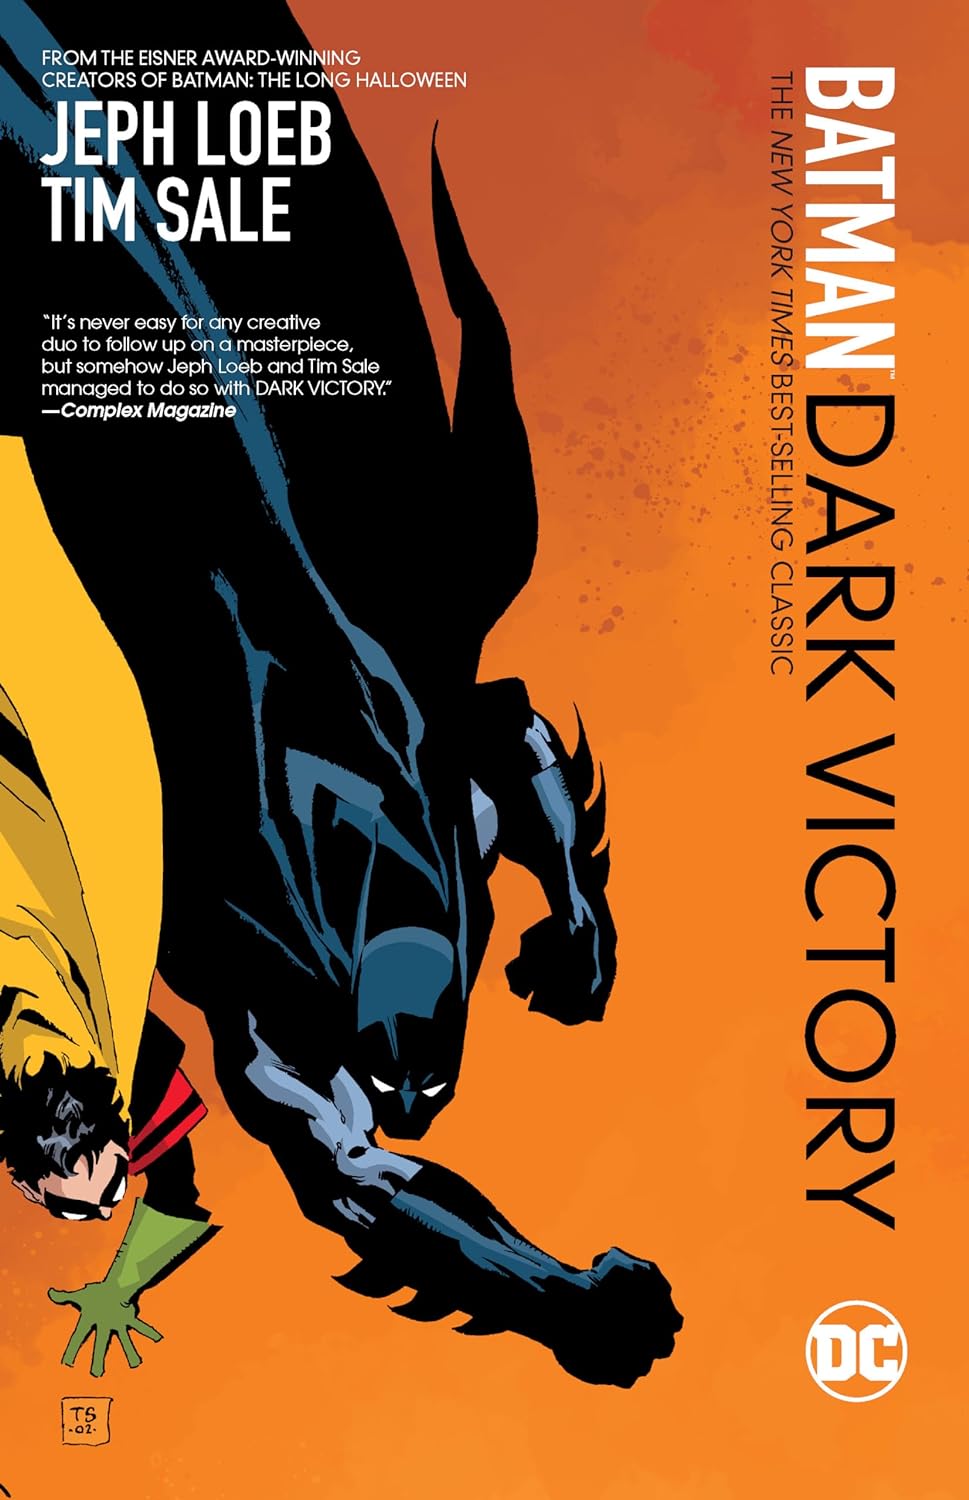 FROM THE EISNER AWARD-WINNING
CREATORS OF BATMAN: THE LONG HALLOWEEN
JEPH LOEB
TIM SALE
“It’s never easy for any creative
duo to follow up on a masterpiece,
but somehow Jeph Loeb and Tim Sale
managed to do so with DARK VICTORY.”
—Complex Magazine
BATMAN™ DARK VICTORY
THE NEW YORK TIMES BEST-SELLING CLASSIC
DC
TS
.02.